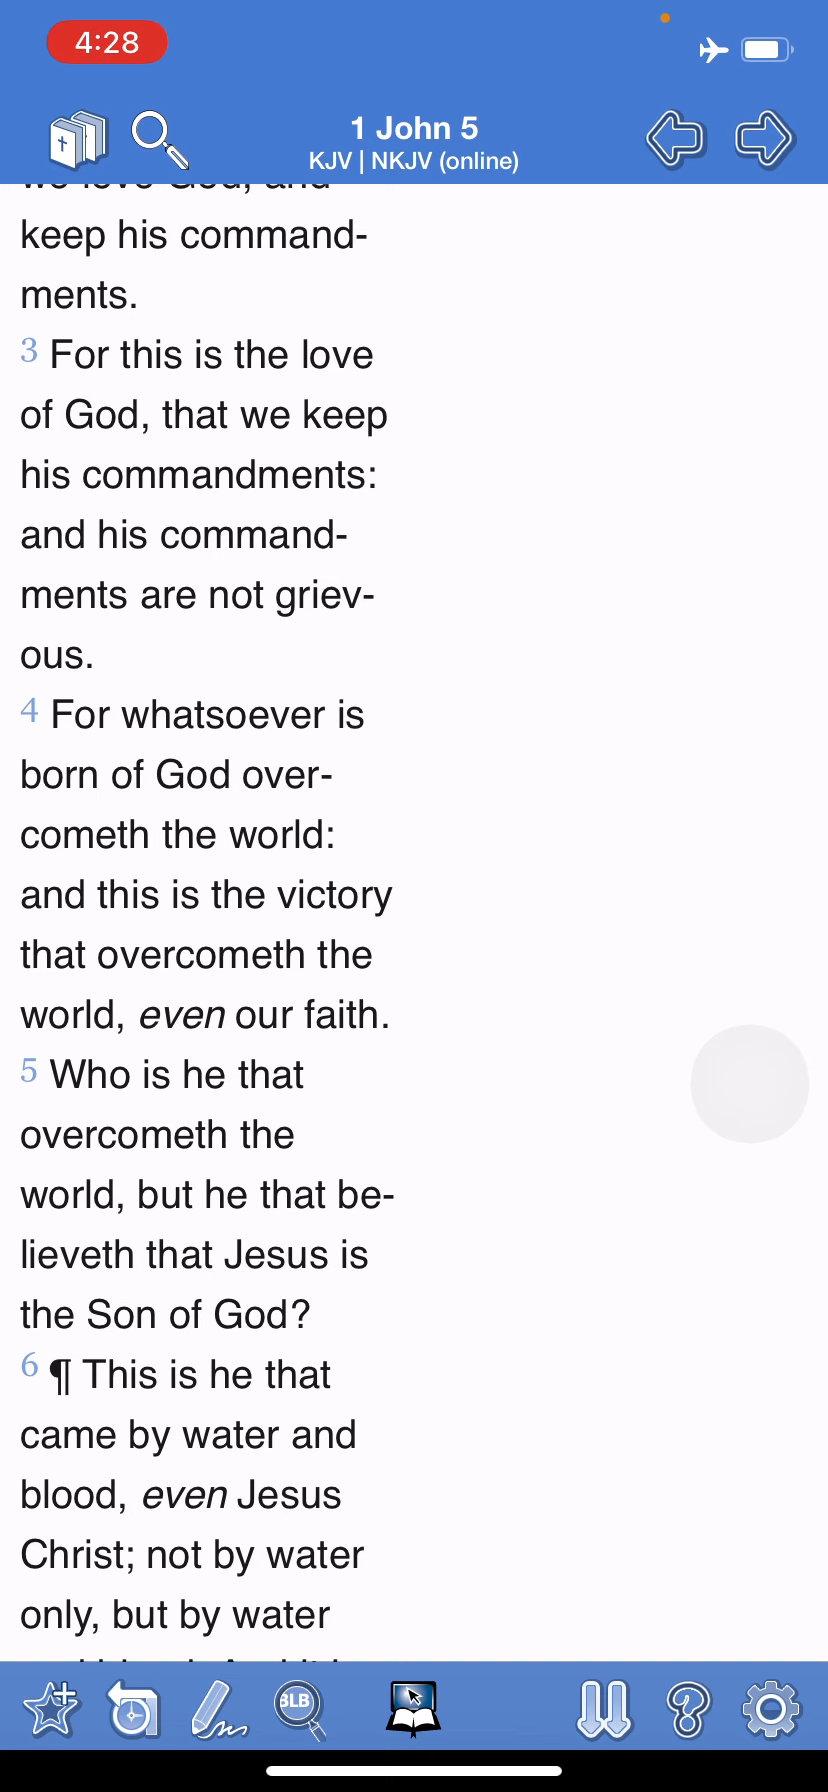 4:28
1 John 5
KJV | NKJV (online)
we love God, and
keep his command-
ments.
3 For this is the love
of God, that we keep
his commandments:
and his command-
ments are not griev-
ous.
4 For whatsoever is
born of God over-
cometh the world:
and this is the victory
that overcometh the
world, even our faith.
5 Who is he that
overcometh the
world, but he that be-
lieveth that Jesus is
the Son of God?
6 ¶ This is he that
came by water and
blood, even Jesus
Christ; not by water
only, but by water
BLB